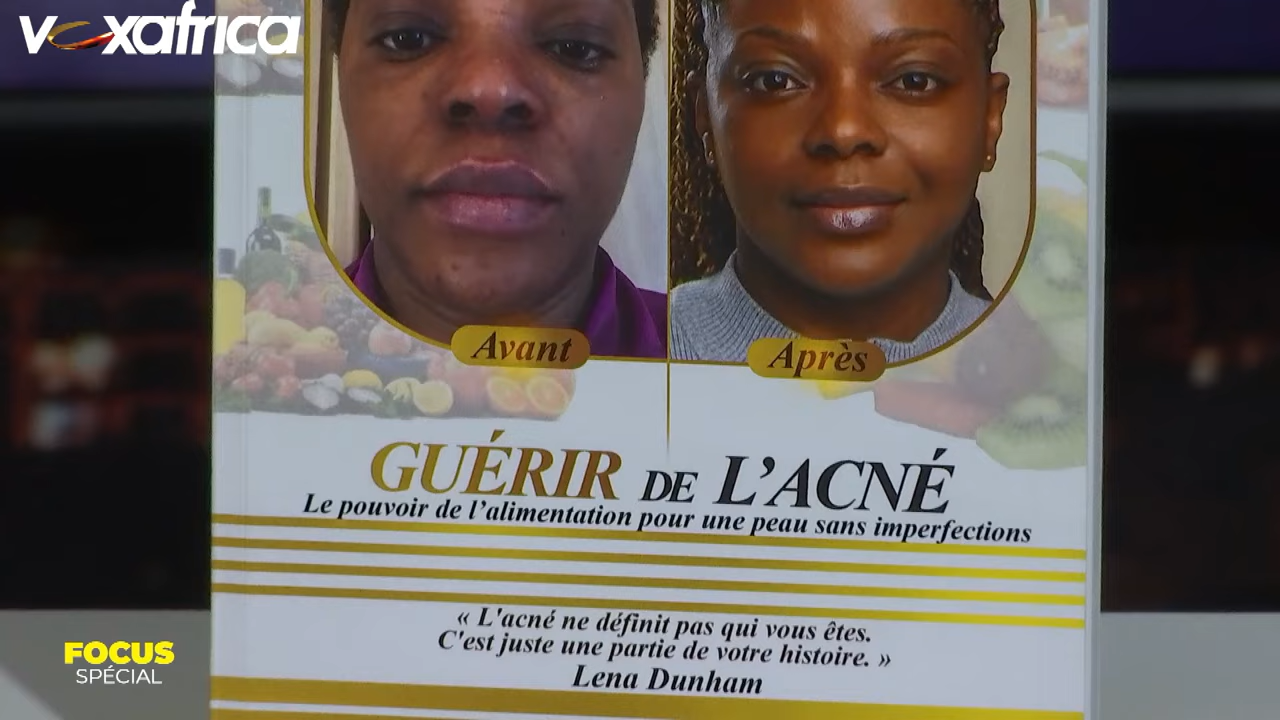 voxafrica
Avant
Après
GUÉRIR DE L'ACNÉ
Le pouvoir de l'alimentation pour une peau sans imperfections
« L'acné ne définit pas qui vous êtes.
C'est juste une partie de votre histoire. »
Lena Dunham
FOCUS
SPÉCIAL